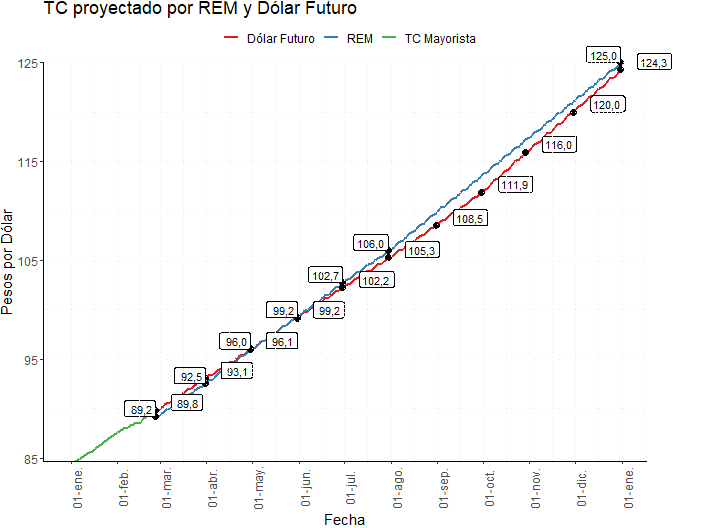 TC proyectado por REM y Dólar Futuro
Dólar Futuro REM TC Mayorista
Pesos por Dólar
125
115
105
95
85
125,0
124,3
120,0
116,0
111,9
108,5
106,0
105,3
102,7
102,2
99,2
99,2
96,0
96,1
92,5
93,1
89,2
89,8
01-ene.
01-feb.
01-mar.
01-abr.
01-may.
01-jun.
01-jul.
01-ago.
01-sep.
01-oct.
01-nov.
01-dic.
01-ene.
Fecha